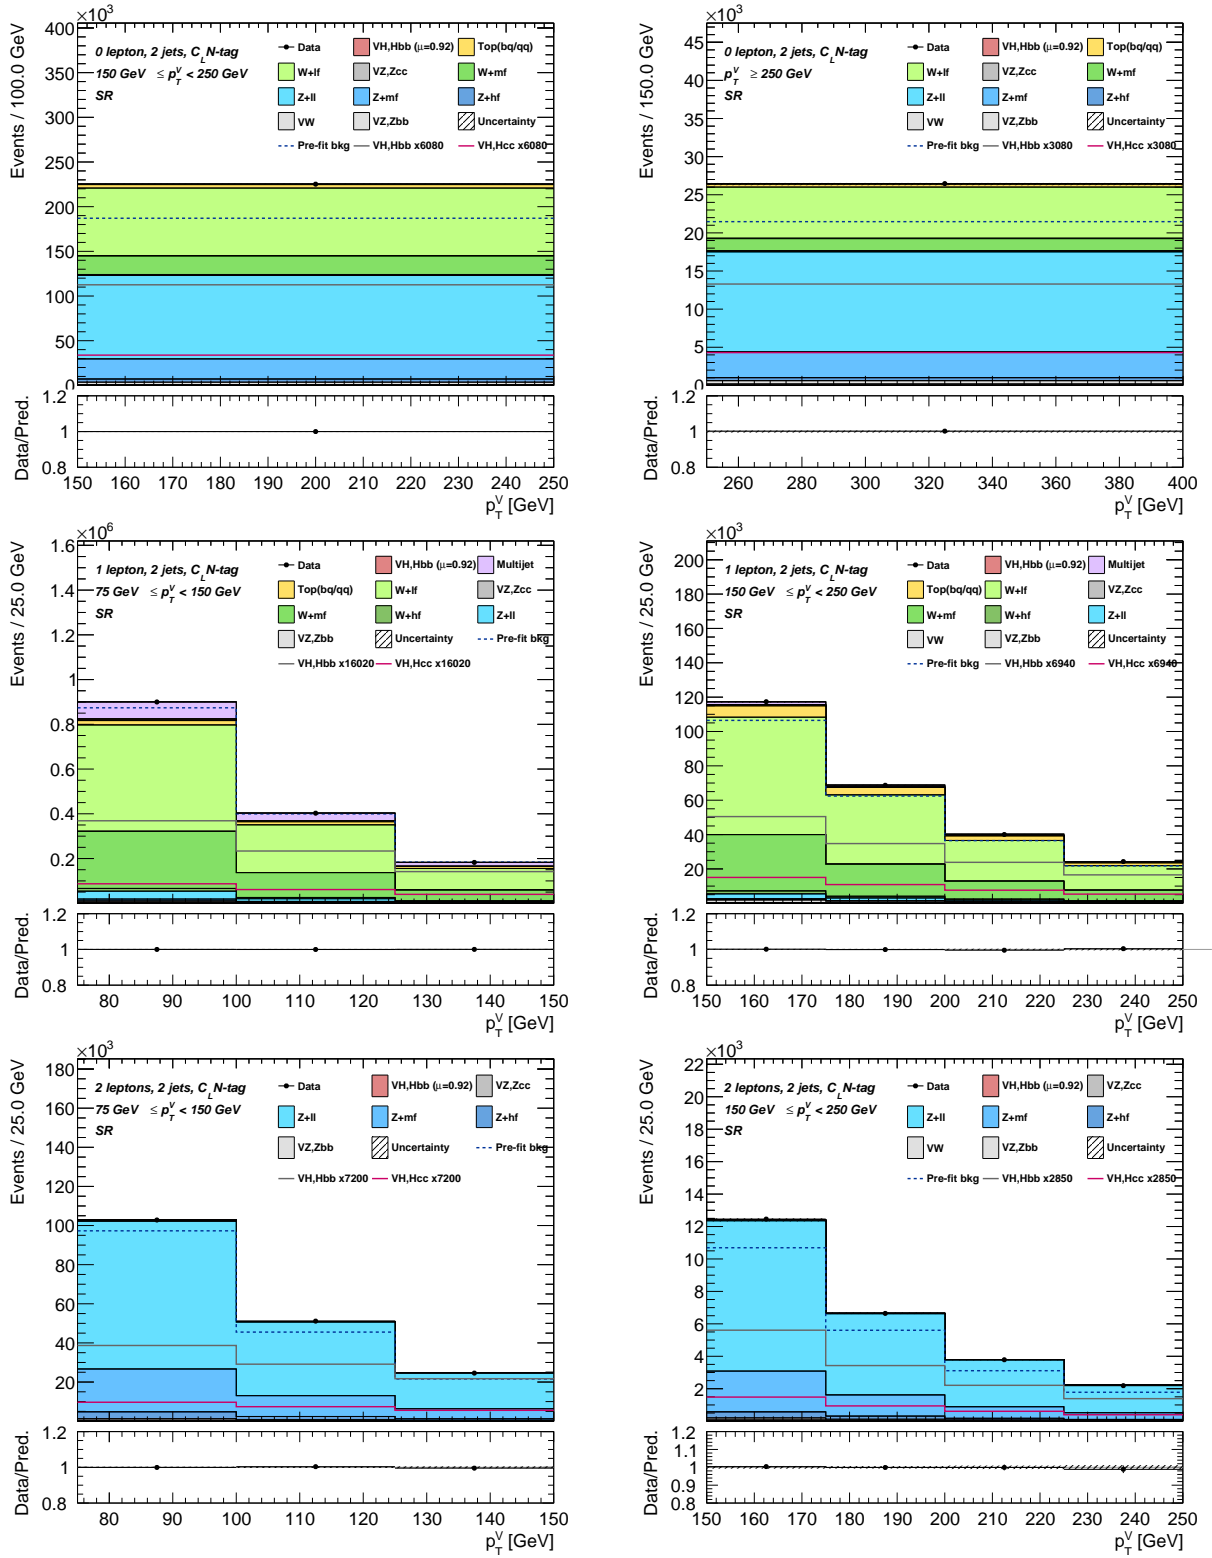 ×10³
Events / 100.0 GeV
400
350
300
250
200
150
100
50
0
0 lepton, 2 jets, C_L N-tag
150 GeV ≤ p_T^V < 250 GeV
SR
Data VH,Hbb (μ=0.92) Top(bq/qq)
W+lf VZ,Zcc W+mf
Z+ll Z+mf Z+hf
VW VZ,Zbb Uncertainty
Pre-fit bkg VH,Hbb x6080 VH,Hcc x6080
Data/Pred.
1.2
1
0.8
150 160 170 180 190 200 210 220 230 240 250
p_T^V [GeV]
×10³
Events / 150.0 GeV
45
40
35
30
25
20
15
10
5
0
0 lepton, 2 jets, C_L N-tag
p_T^V ≥ 250 GeV
SR
Data VH,Hbb (μ=0.92) Top(bq/qq)
W+lf VZ,Zcc W+mf
Z+ll Z+mf Z+hf
VW VZ,Zbb Uncertainty
Pre-fit bkg VH,Hbb x3080 VH,Hcc x3080
Data/Pred.
1.2
1
0.8
260 280 300 320 340 360 380 400
p_T^V [GeV]
×10⁶
Events / 25.0 GeV
1.6
1.4
1.2
1
0.8
0.6
0.4
0.2
1 lepton, 2 jets, C_L N-tag
75 GeV ≤ p_T^V < 150 GeV
SR
Data VH,Hbb (μ=0.92) Multijet
Top(bq/qq) W+lf VZ,Zcc
W+mf W+hf Z+ll
VZ,Zbb Uncertainty Pre-fit bkg
VH,Hbb x16020 VH,Hcc x16020
Data/Pred.
1.2
1
0.8
80 90 100 110 120 130 140 150
p_T^V [GeV]
×10³
Events / 25.0 GeV
200
180
160
140
120
100
80
60
40
20
1 lepton, 2 jets, C_L N-tag
150 GeV ≤ p_T^V < 250 GeV
SR
Data VH,Hbb (μ=0.92) Multijet
Top(bq/qq) W+lf VZ,Zcc
W+mf W+hf Z+ll
VW VZ,Zbb Uncertainty
Pre-fit bkg VH,Hbb x6940 VH,Hcc x6940
Data/Pred.
1.2
1
0.8
150 160 170 180 190 200 210 220 230 240 250
p_T^V [GeV]
×10³
Events / 25.0 GeV
180
160
140
120
100
80
60
40
20
2 leptons, 2 jets, C_L N-tag
75 GeV ≤ p_T^V < 150 GeV
SR
Data VH,Hbb (μ=0.92) VZ,Zcc
Z+ll Z+mf Z+hf
VZ,Zbb Uncertainty Pre-fit bkg
VH,Hbb x7200 VH,Hcc x7200
Data/Pred.
1.2
1
0.8
80 90 100 110 120 130 140 150
p_T^V [GeV]
×10³
Events / 25.0 GeV
22
20
18
16
14
12
10
8
6
4
2
2 leptons, 2 jets, C_L N-tag
150 GeV ≤ p_T^V < 250 GeV
SR
Data VH,Hbb (μ=0.92) VZ,Zcc
Z+ll Z+mf Z+hf
VW VZ,Zbb Uncertainty
Pre-fit bkg VH,Hbb x2850 VH,Hcc x2850
Data/Pred.
1.2
1.0
0.8
0.8
150 160 170 180 190 200 210 220 230 240 250
p_T^V [GeV]